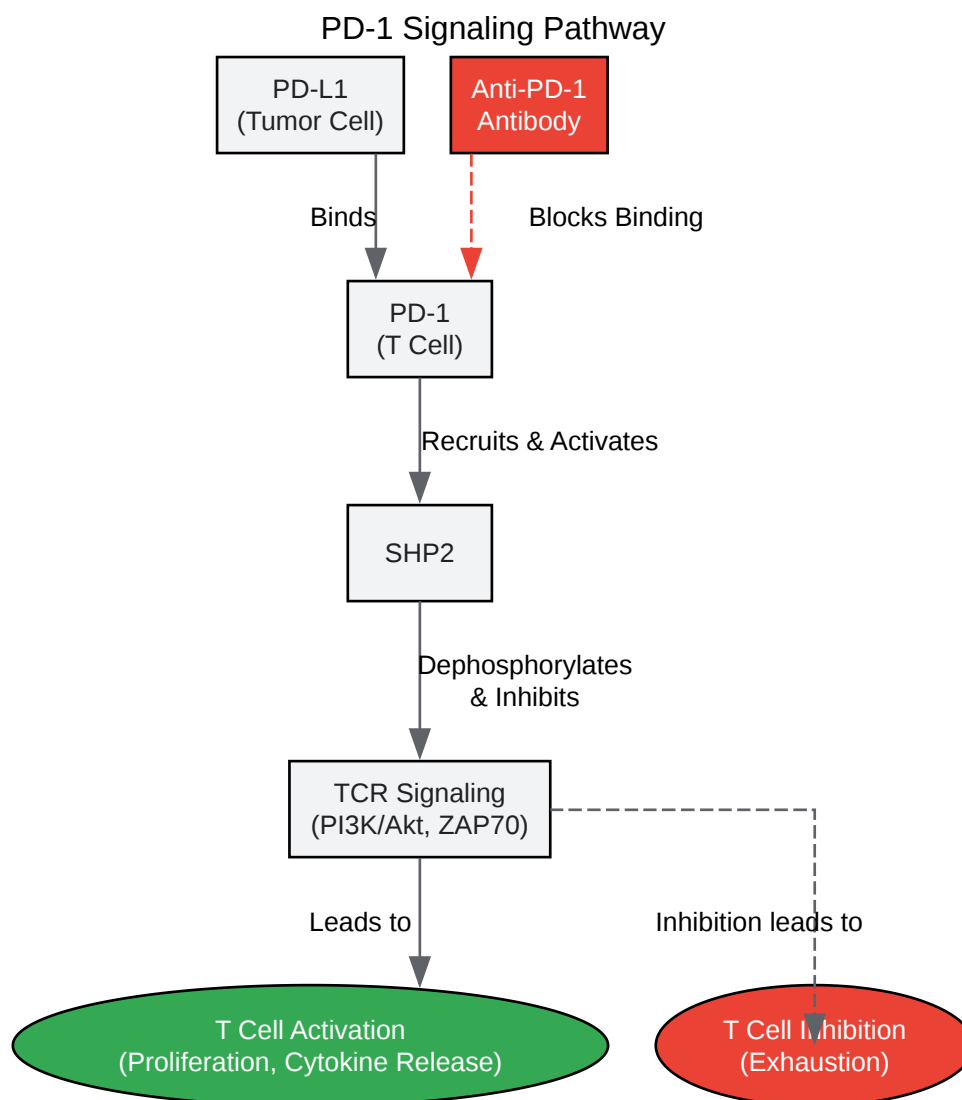 PD-1 Signaling Pathway
PD-L1
(Tumor Cell)
Anti-PD-1
Antibody
Binds
Blocks Binding
PD-1
(T Cell)
Recruits & Activates
SHP2
Dephosphorylates
& Inhibits
TCR Signaling
(PI3K/Akt, ZAP70)
Leads to
Inhibition leads to
T Cell Activation
(Proliferation, Cytokine Release)
T Cell Inhibition
(Exhaustion)